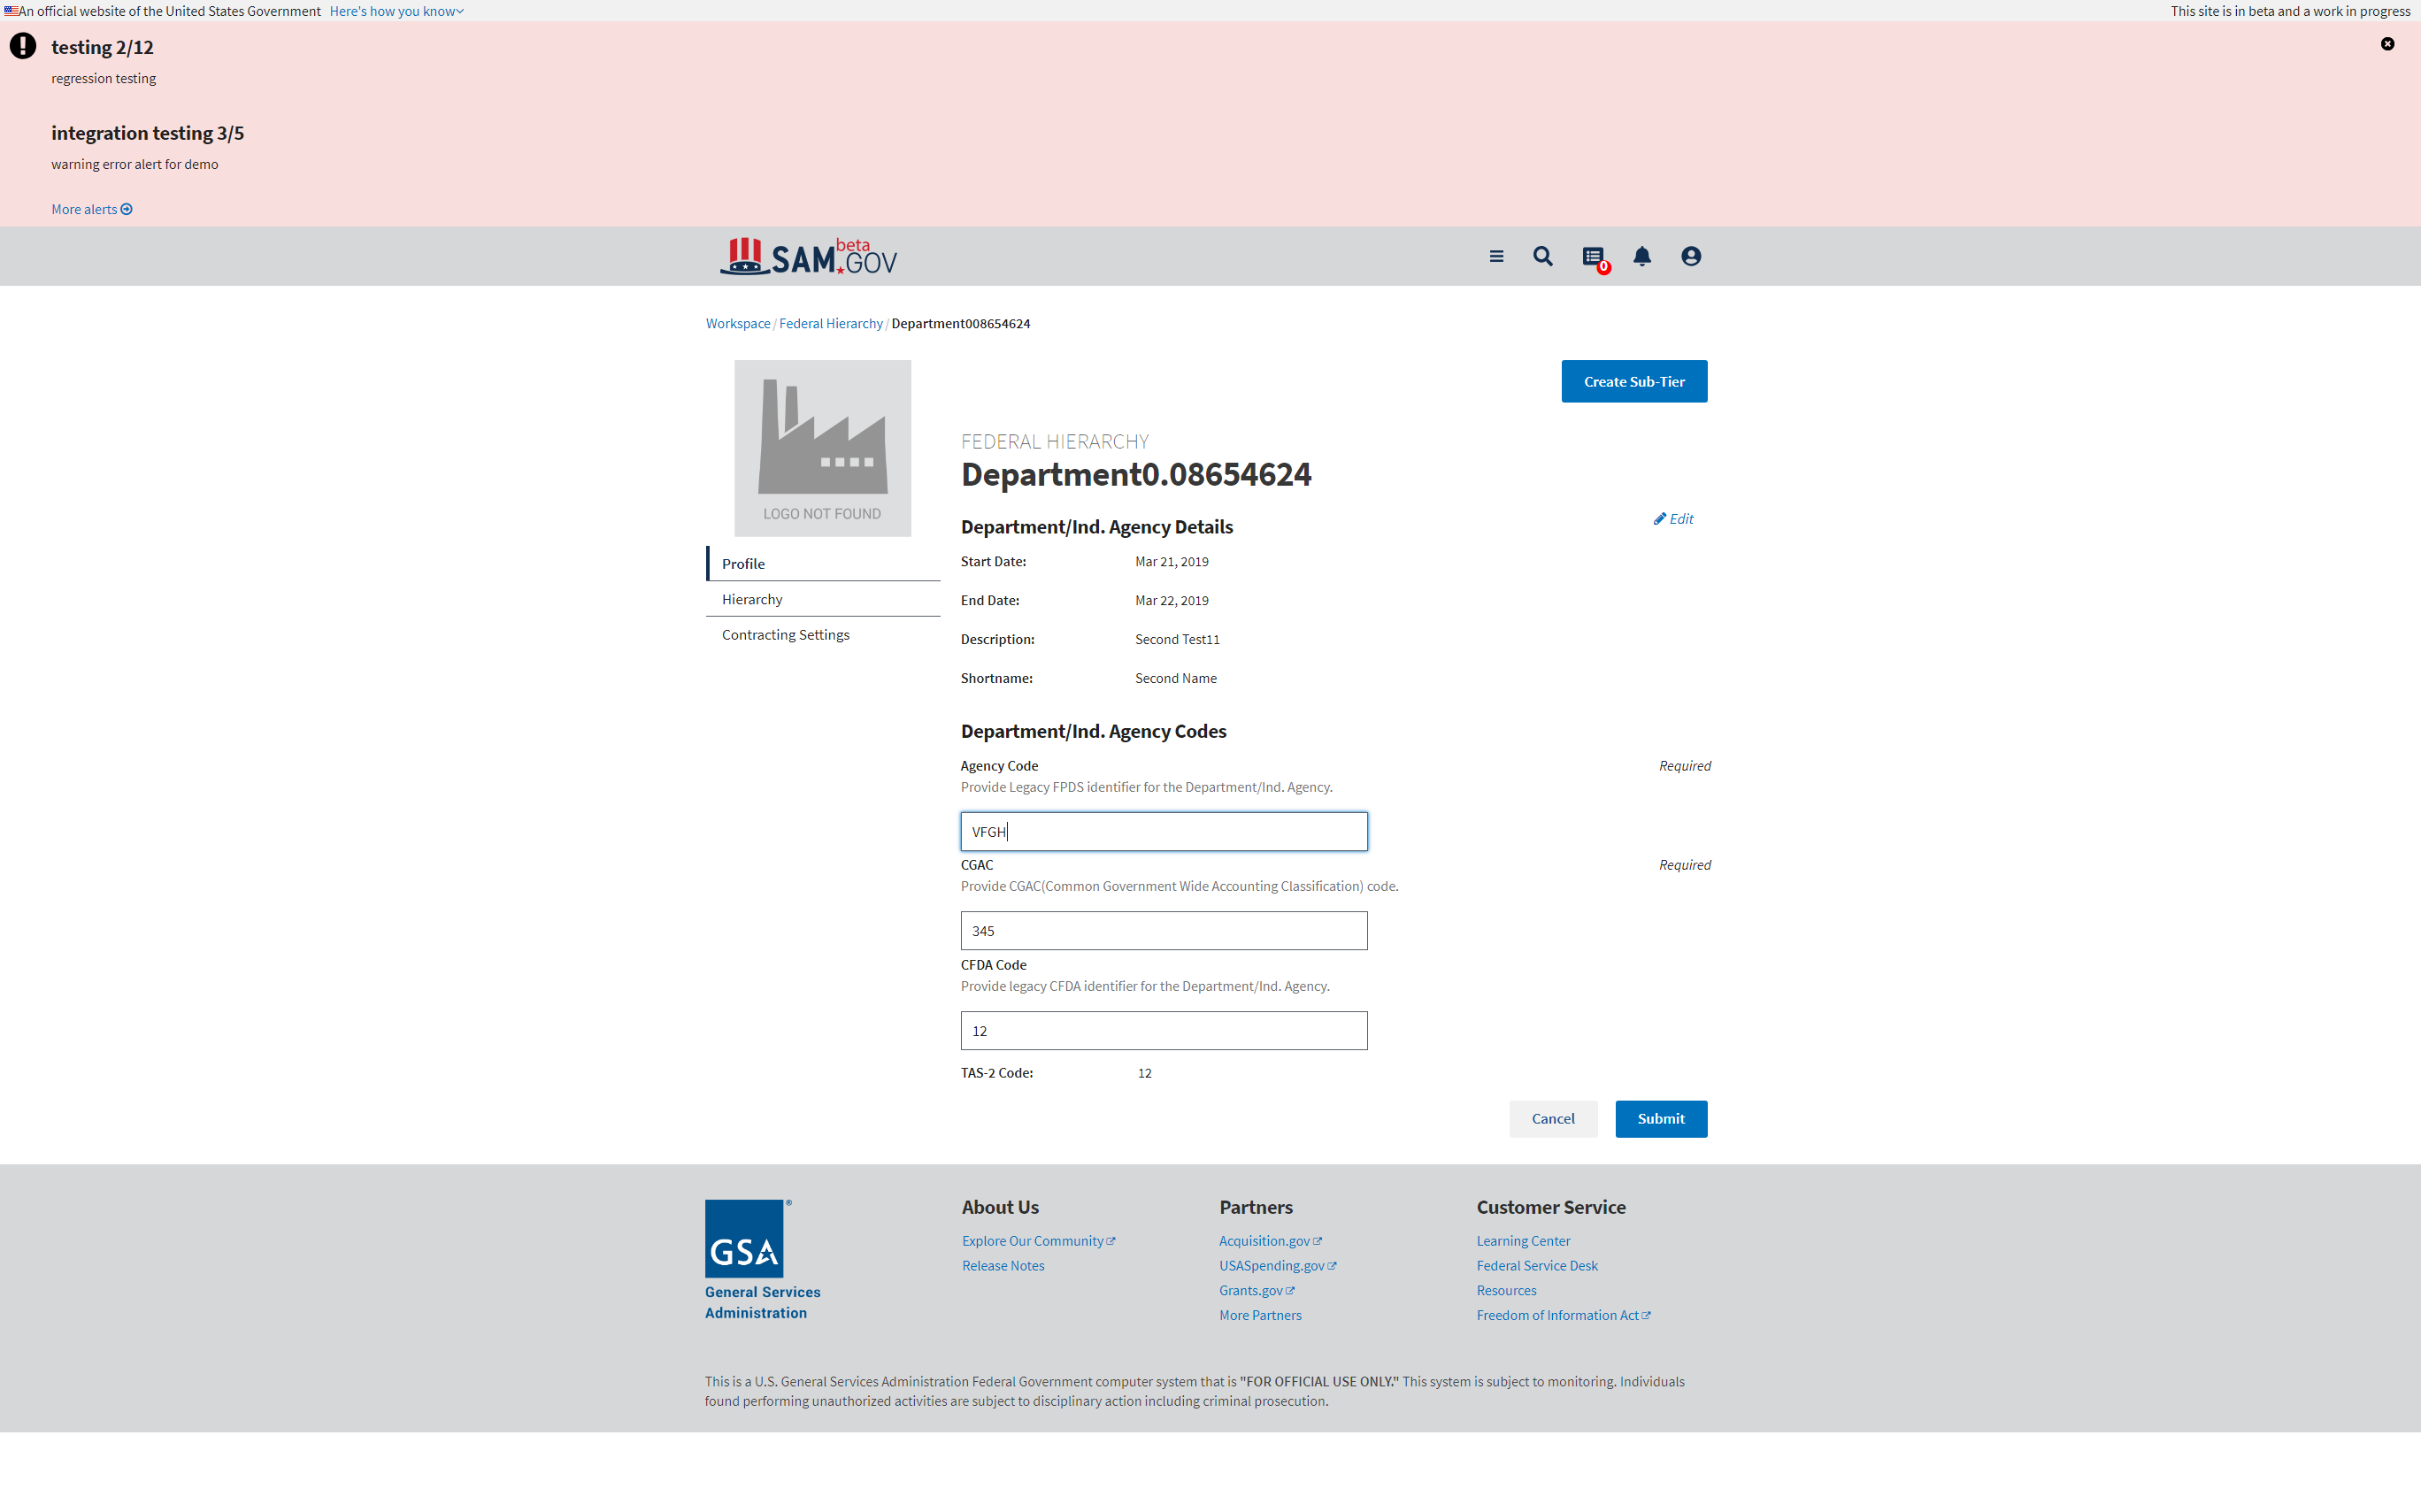 An official website of the United States Government Here's how you know
This site is in beta and a work in progress
testing 2/12
regression testing
integration testing 3/5
warning error alert for demo
More alerts
SAM.GOV beta
0
Workspace / Federal Hierarchy / Department008654624
LOGO NOT FOUND
Create Sub-Tier
Profile
Hierarchy
Contracting Settings
FEDERAL HIERARCHY
Department0.08654624
Department/Ind. Agency Details
Edit
Start Date: Mar 21, 2019
End Date: Mar 22, 2019
Description: Second Test11
Shortname: Second Name
Department/Ind. Agency Codes
Agency Code Required
Provide Legacy FPDS identifier for the Department/Ind. Agency.
VFGH
CGAC Required
Provide CGAC(Common Government Wide Accounting Classification) code.
345
CFDA Code
Provide legacy CFDA identifier for the Department/Ind. Agency.
12
TAS-2 Code: 12
Cancel Submit
GSA ®
General Services
Administration
About Us
Explore Our Community
Release Notes
Partners
Acquisition.gov
USASpending.gov
Grants.gov
More Partners
Customer Service
Learning Center
Federal Service Desk
Resources
Freedom of Information Act
This is a U.S. General Services Administration Federal Government computer system that is "FOR OFFICIAL USE ONLY." This system is subject to monitoring. Individuals
found performing unauthorized activities are subject to disciplinary action including criminal prosecution.